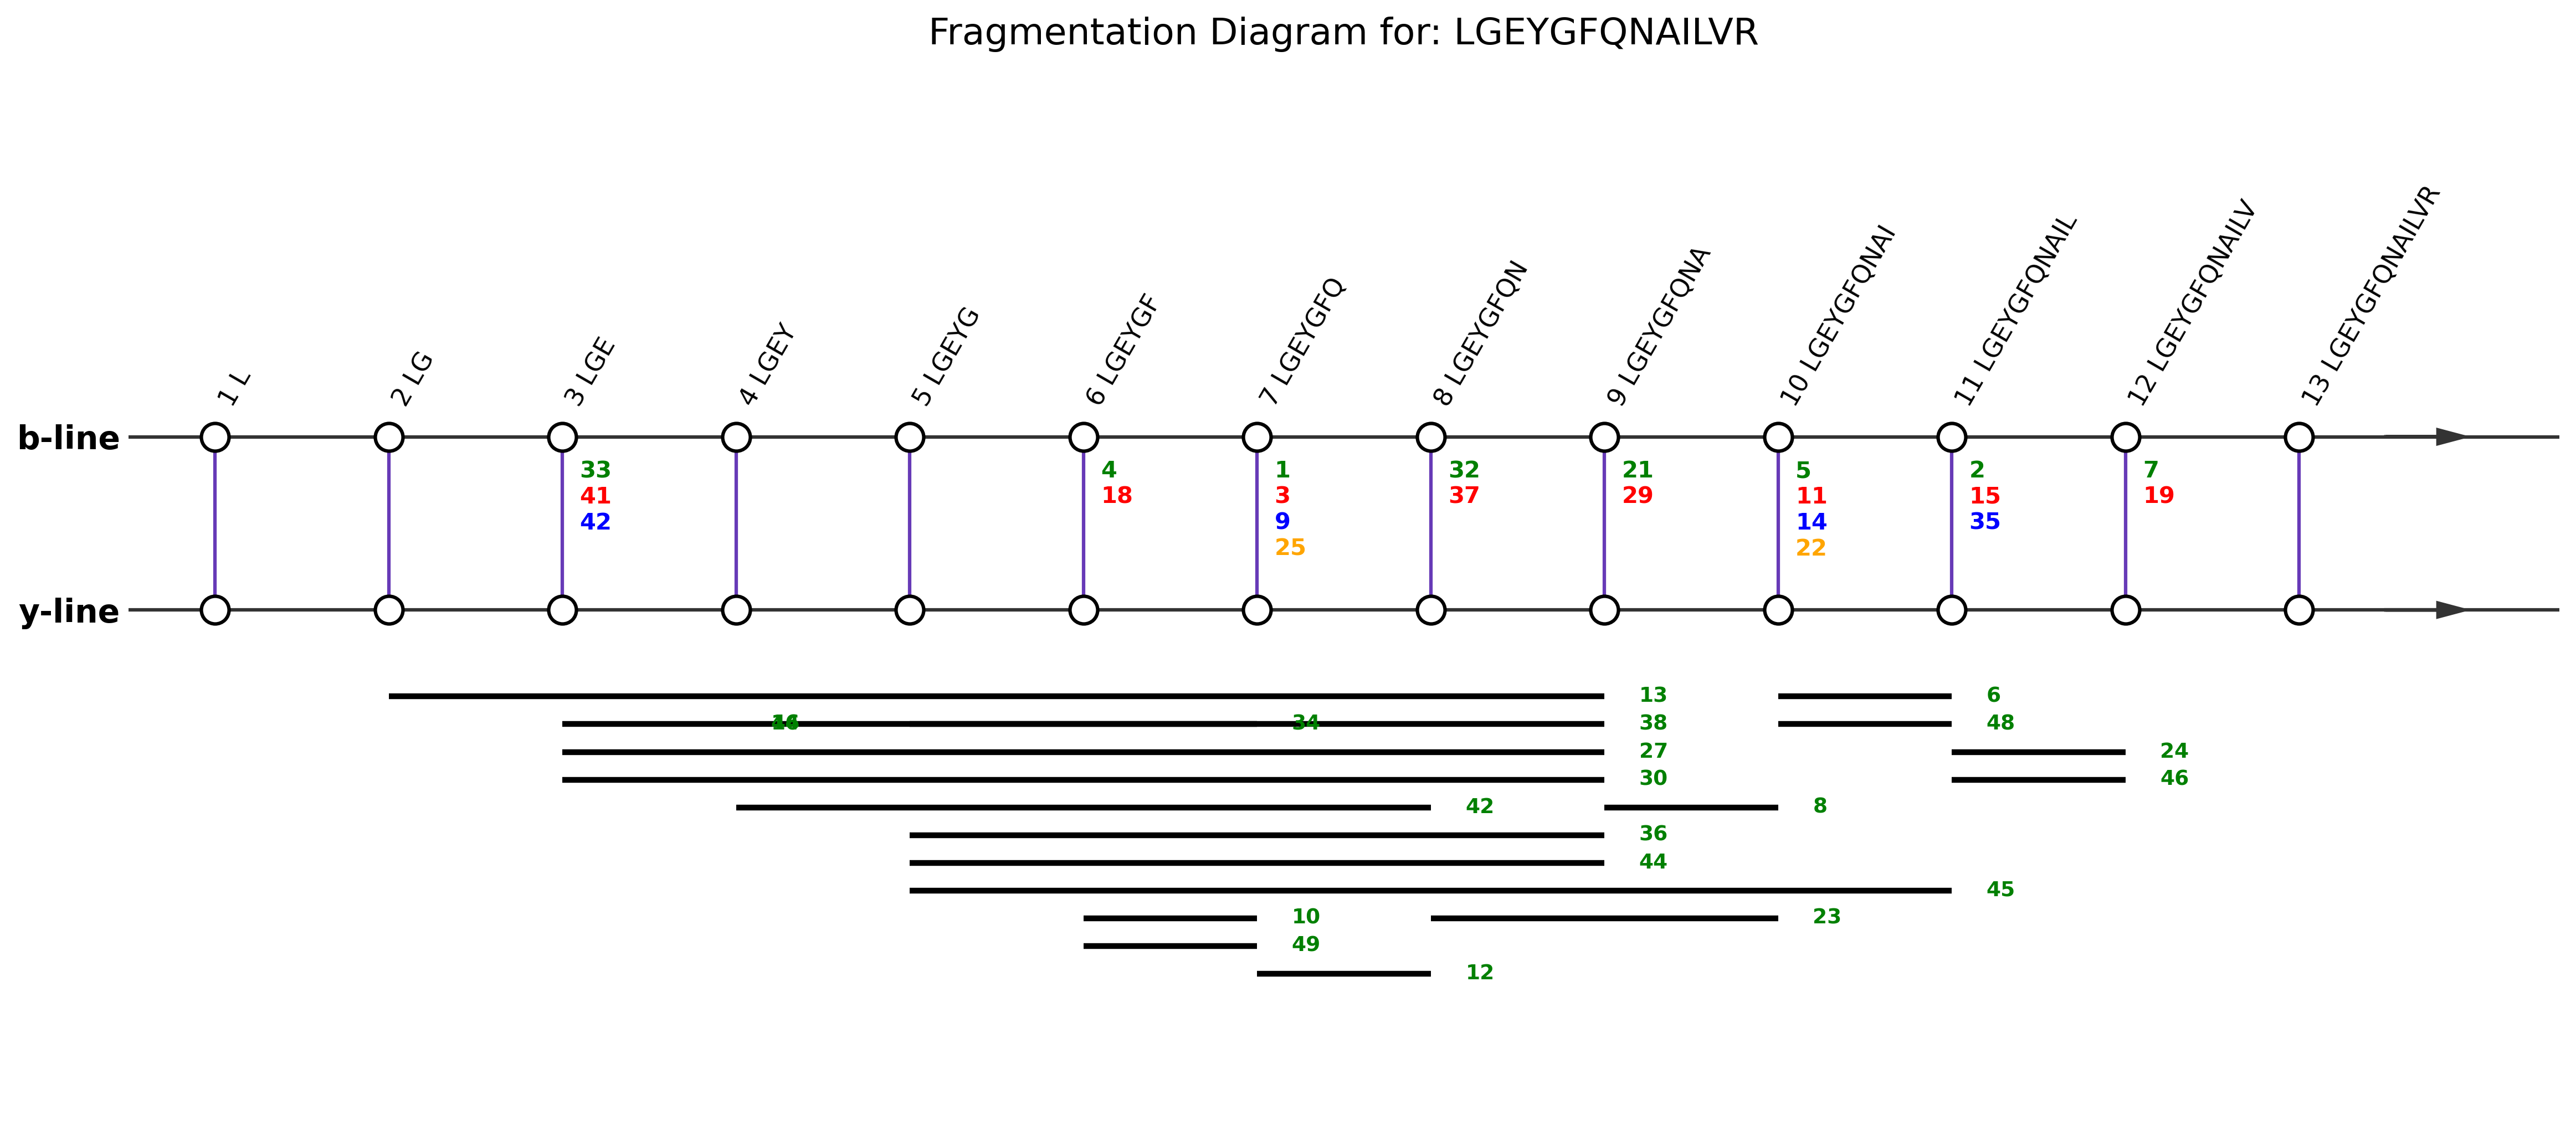 Fragmentation Diagram for: LGEYGFQNAILVR
1 L
2 LG
3 LGE
4 LGEY
5 LGEYG
6 LGEYGF
7 LGEYGFQ
8 LGEYGFQN
9 LGEYGFQNA
10 LGEYGFQNAI
11 LGEYGFQNAIL
12 LGEYGFQNAILV
13 LGEYGFQNAILVR
b-line
33
41
42
4
18
1
3
9
25
32
37
21
29
5
11
14
22
2
15
35
7
19
y-line
13
6
34
38
48
27
24
30
46
42
8
36
44
45
10
23
49
12